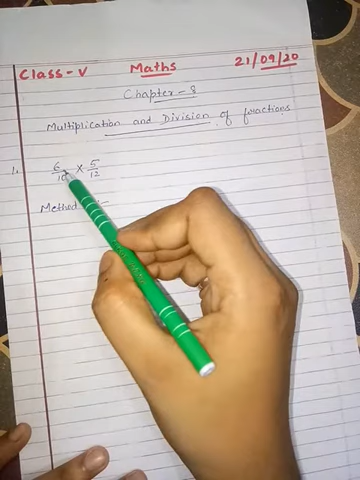 Class-V Maths 21/09/20
Chapter-8
Multiplication and Division of fractions
1. 6/10 × 5/12
Method